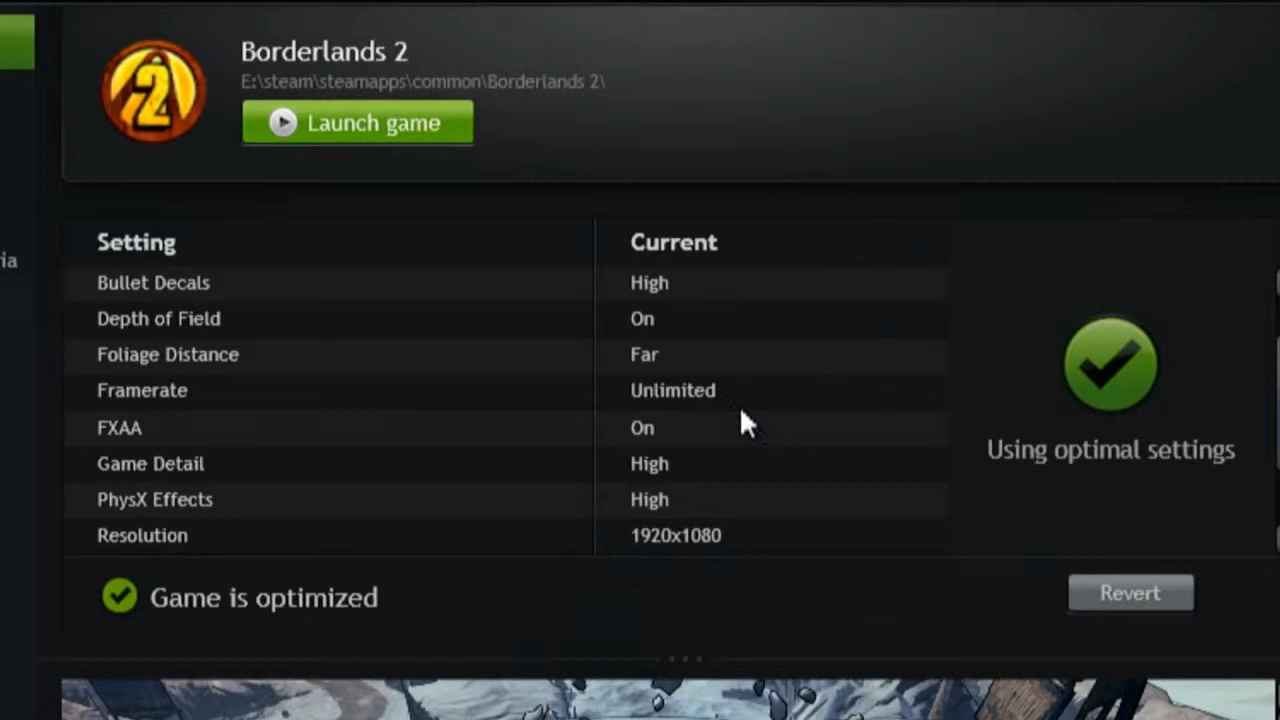 Borderlands 2
E:\steam\steamapps\common\Borderlands 2\
2
Launch game
ia
Setting Current
Bullet Decals High
Depth of Field On
Foliage Distance Far
Framerate Unlimited
FXAA On
Game Detail High
PhysX Effects High
Resolution 1920x1080
Using optimal settings
Game is optimized
Revert